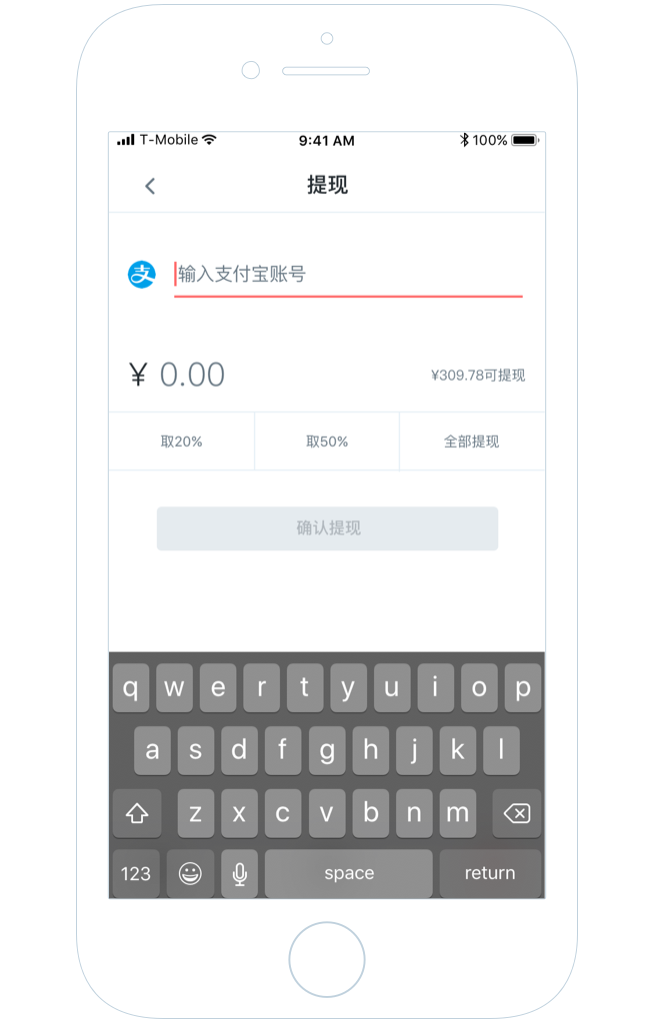 T-Mobile 9:41 AM 100%
提现
支 输入支付宝账号
¥ 0.00 ¥309.78可提现
取20% 取50% 全部提现
确认提现
q w e r t y u i o p
a s d f g h j k l
z x c v b n m
123 space return